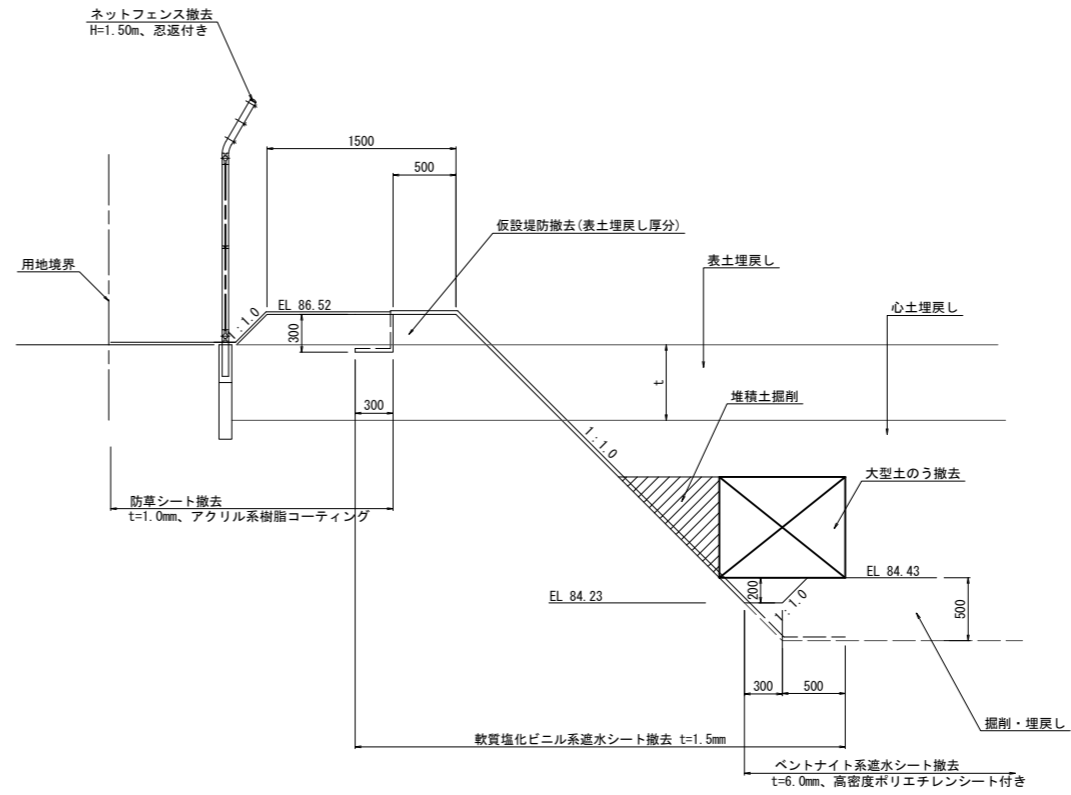 ネットフェンス撤去
H=1.50m、忍返付き
1500
500
仮設堤防撤去(表土埋戻し厚分)
表土埋戻し
用地境界
心土埋戻し
EL 86.52
1:1.0
300
t
300
堆積土掘削
1:1.0
大型土のう撤去
防草シート撤去
t=1.0mm、アクリル系樹脂コーティング
EL 84.43
200
EL 84.23
1:1.0
500
300
500
掘削・埋戻し
軟質塩化ビニル系遮水シート撤去 t=1.5mm
ベントナイト系遮水シート撤去
t=6.0mm、高密度ポリエチレンシート付き